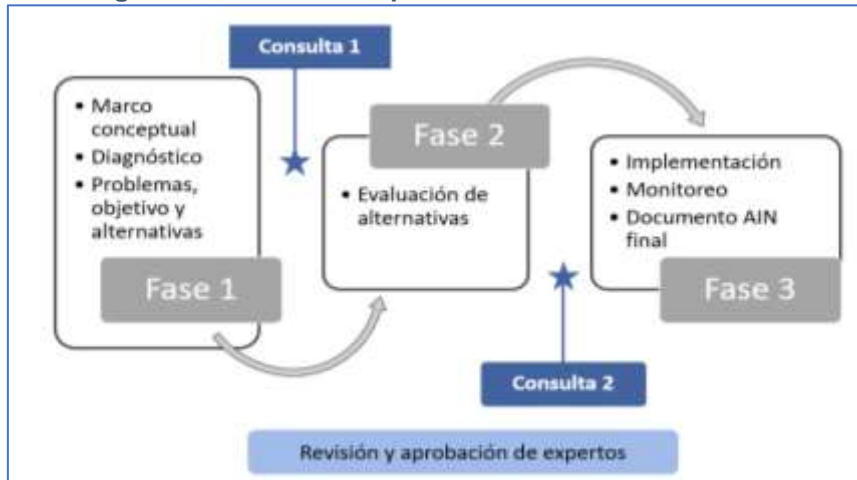 Consulta 1
• Marco
conceptual
• Diagnóstico
• Problemas,
objetivo y
alternativas
Fase 1
Fase 2
• Evaluación de
alternativas
• Implementación
• Monitoreo
• Documento AIN
final
Fase 3
Consulta 2
Revisión y aprobación de expertos